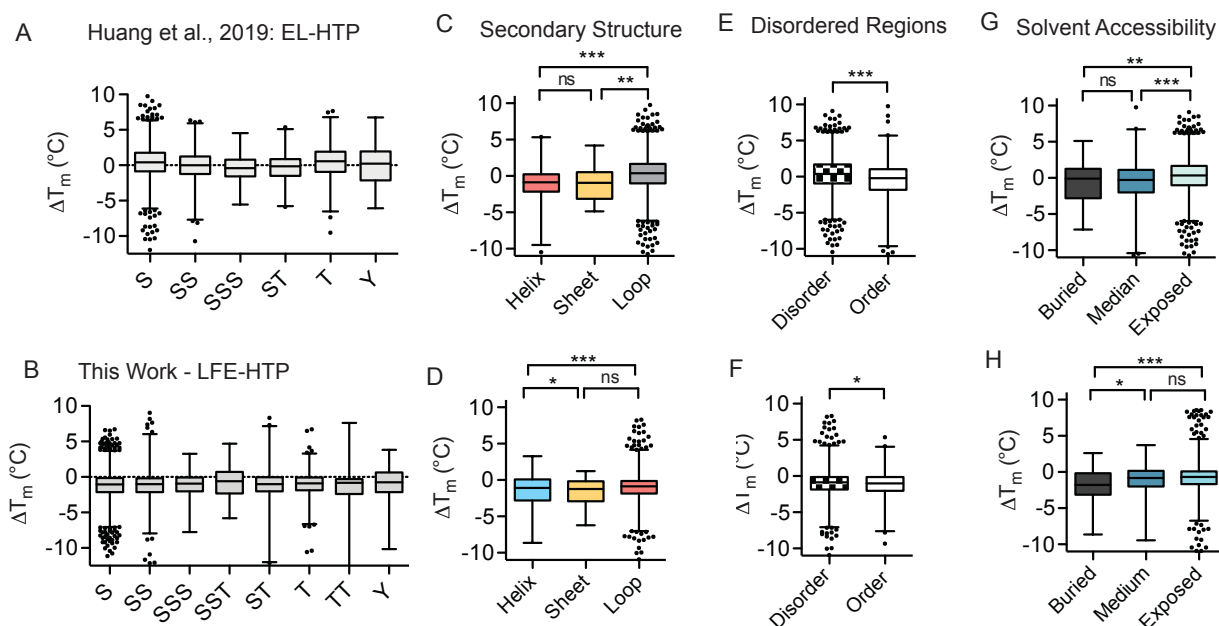 A
Huang et al., 2019: EL-HTP
ΔTm (°C)
10
5
0
-5
-10
S
SS
SSS
ST
T
Y
C
Secondary Structure
***
ns
**
ΔTm (°C)
10
5
0
-5
-10
Helix
Sheet
Loop
E
Disordered Regions
***
ΔTm (°C)
10
5
0
-5
-10
Disorder
Order
G
Solvent Accessibility
**
ns
***
ΔTm (°C)
10
5
0
-5
-10
Buried
Median
Exposed
B
This Work - LFE-HTP
ΔTm (°C)
10
5
0
-5
-10
S
SS
SSS
SST
ST
T
TT
Y
D
***
*
ns
ΔTm (°C)
10
5
0
-5
-10
Helix
Sheet
Loop
F
*
ΔTm (°C)
10
5
0
-5
-10
Disorder
Order
H
***
*
ns
ΔTm (°C)
10
5
0
-5
-10
Buried
Medium
Exposed